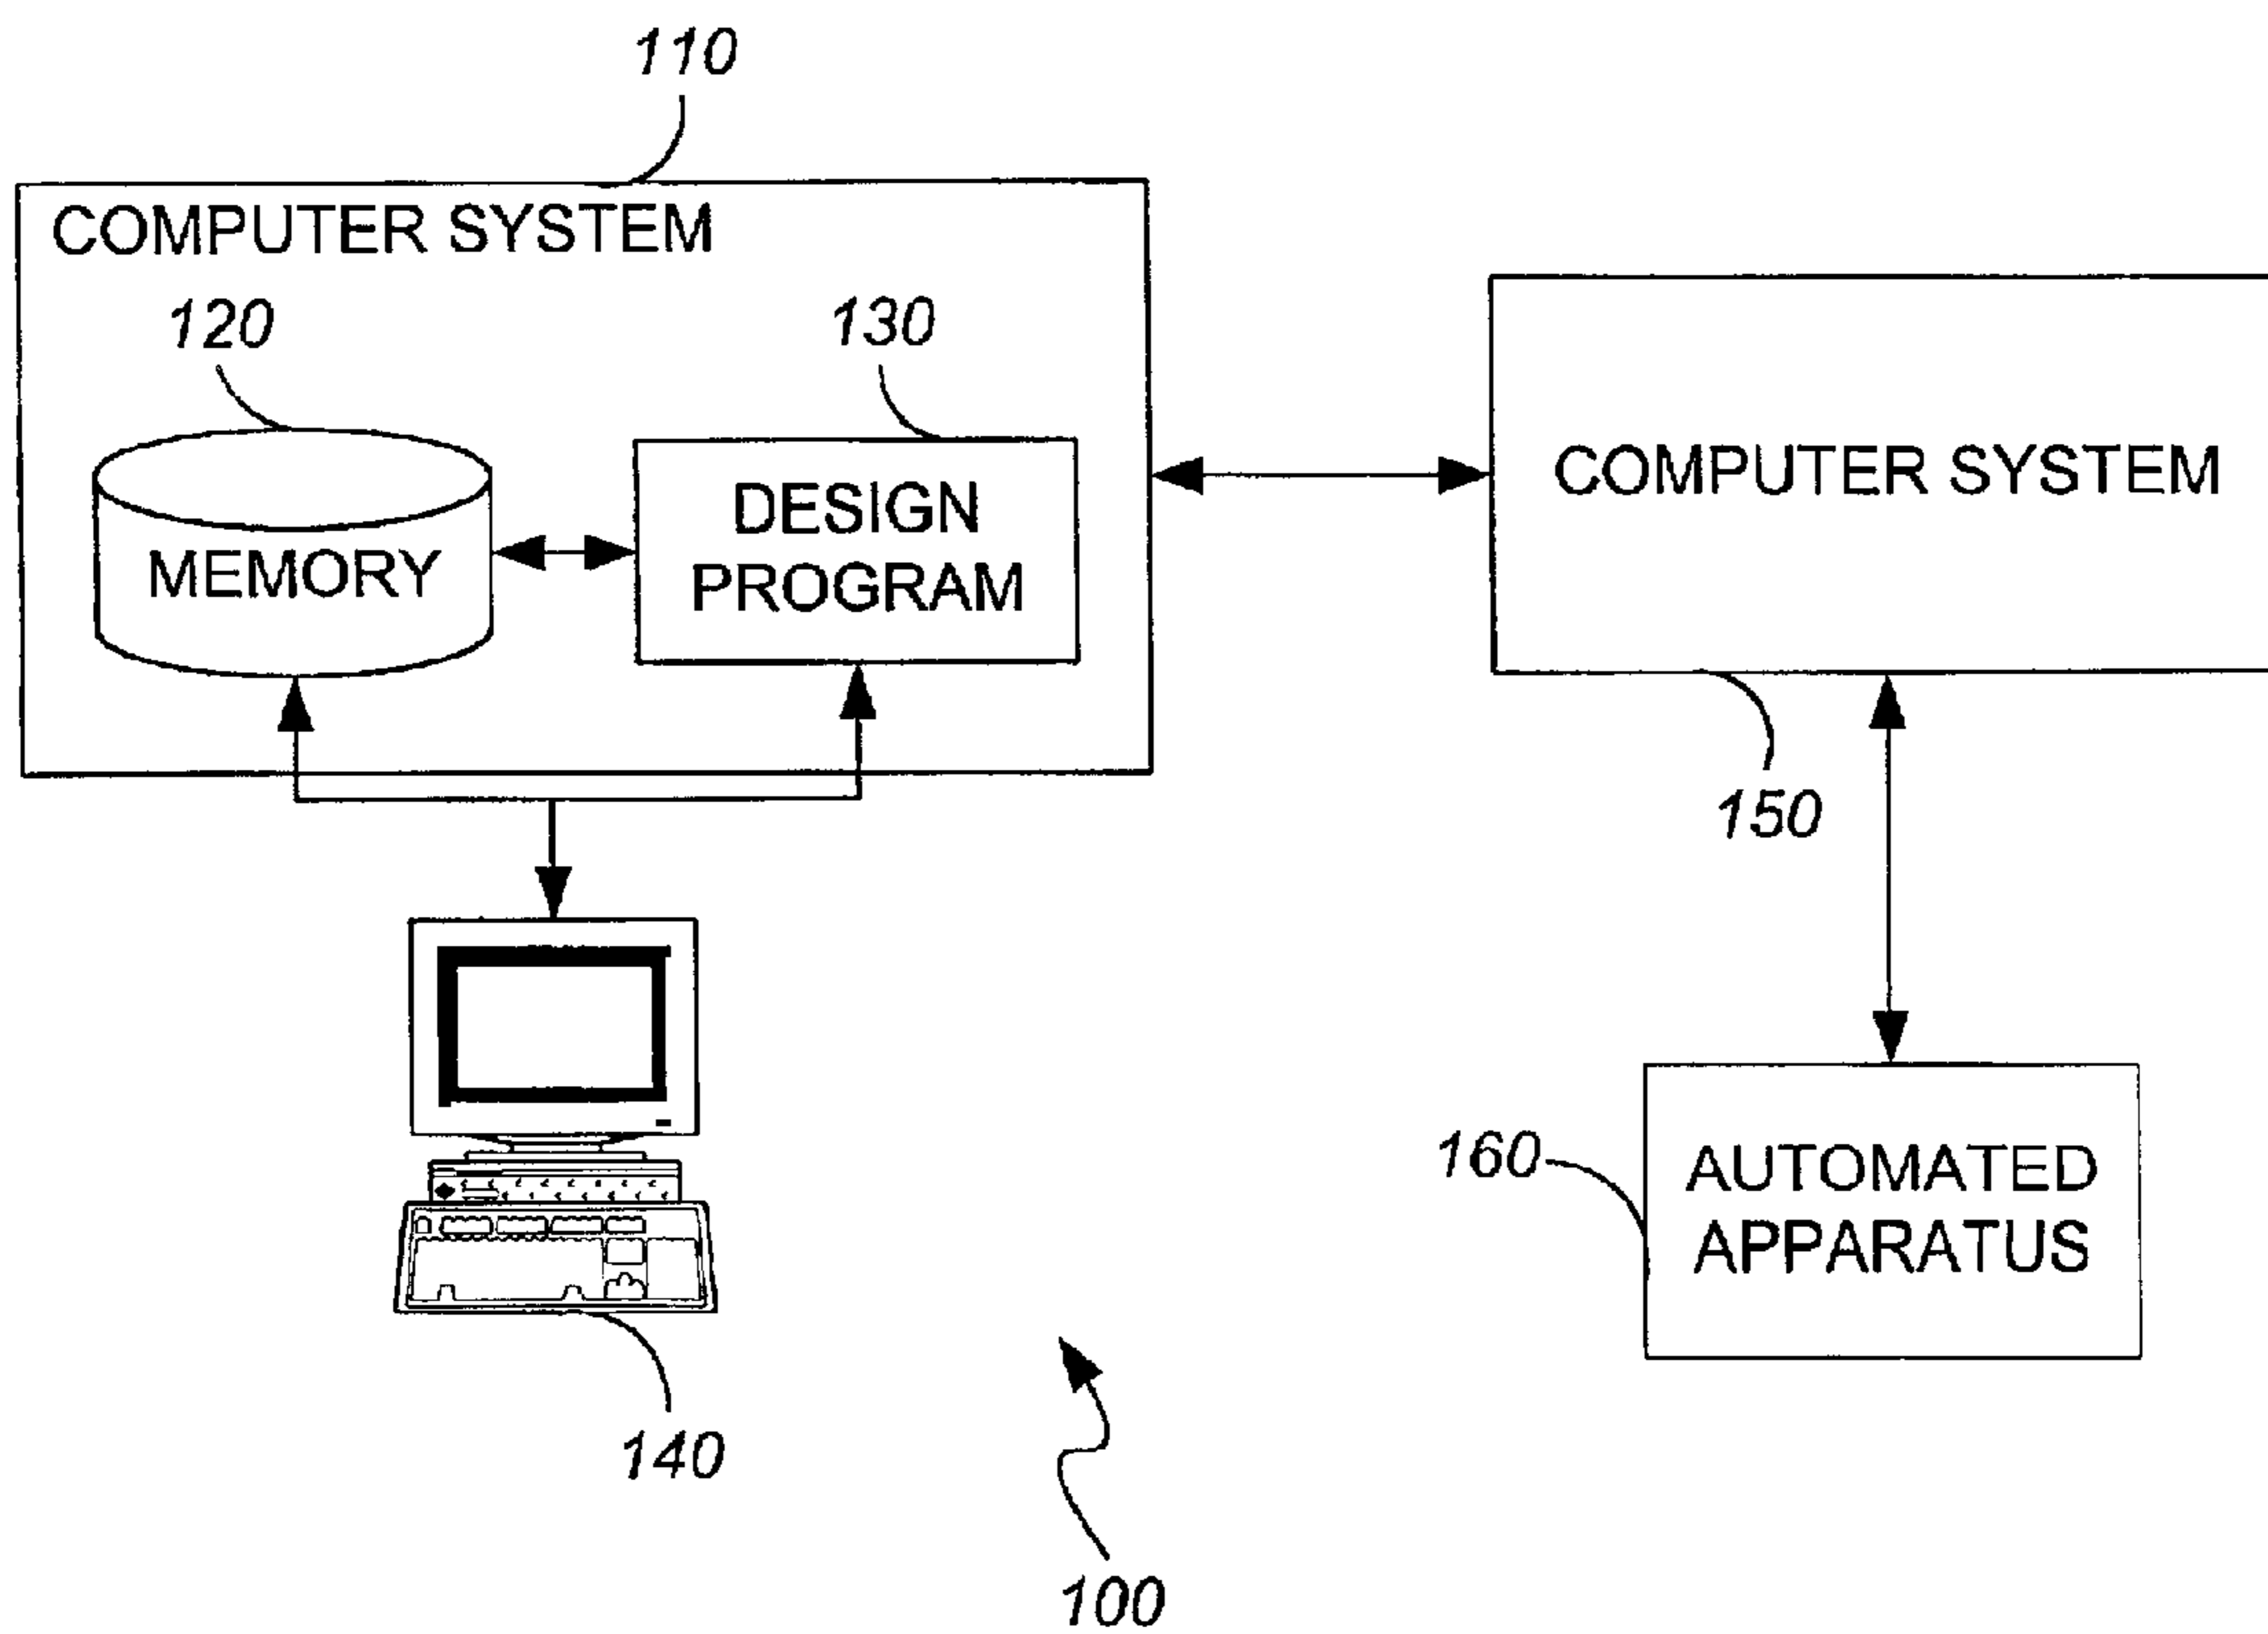 110
COMPUTER SYSTEM
120
130
MEMORY
DESIGN
PROGRAM
COMPUTER SYSTEM
150
140
160
AUTOMATED
APPARATUS
100